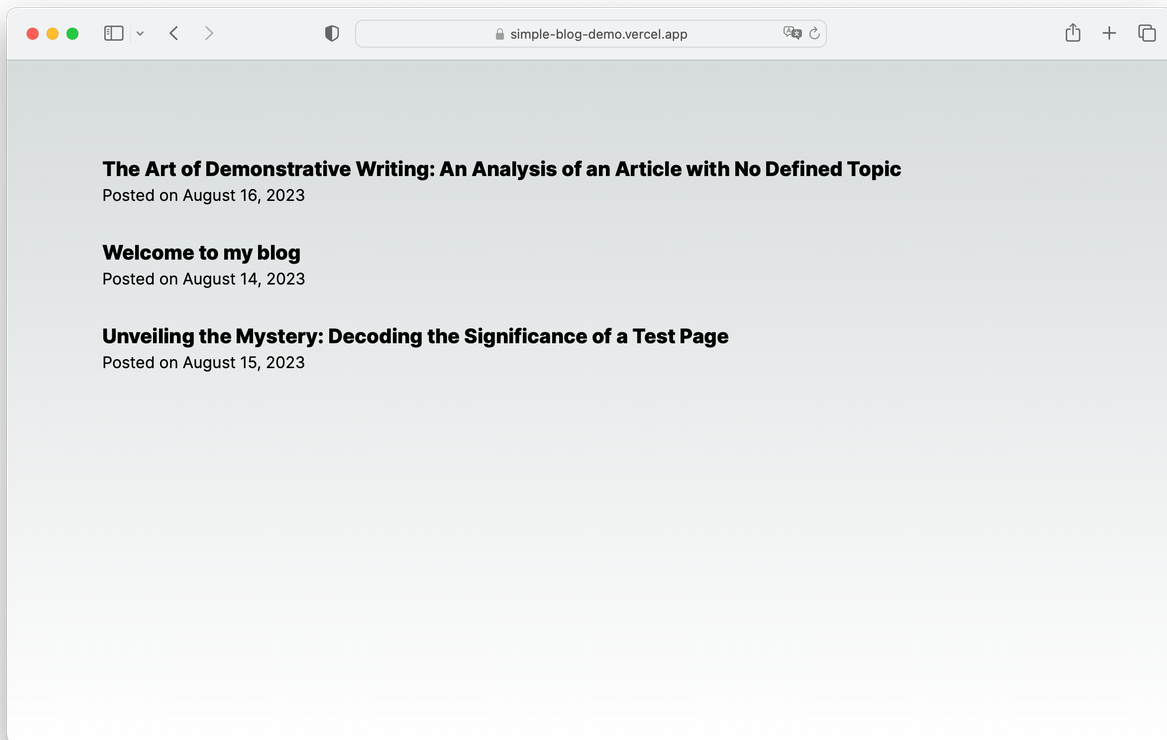 simple-blog-demo.vercel.app
The Art of Demonstrative Writing: An Analysis of an Article with No Defined Topic
Posted on August 16, 2023
Welcome to my blog
Posted on August 14, 2023
Unveiling the Mystery: Decoding the Significance of a Test Page
Posted on August 15, 2023